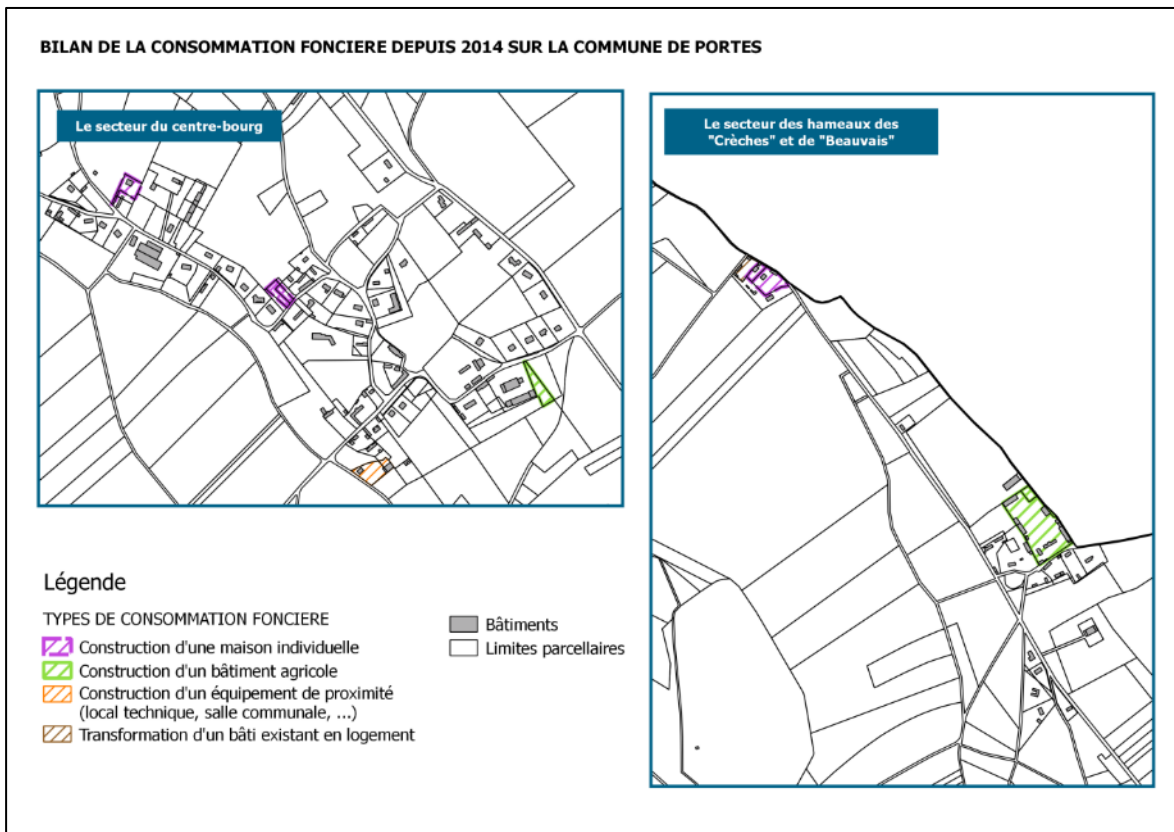 BILAN DE LA CONSOMMATION FONCIERE DEPUIS 2014 SUR LA COMMUNE DE PORTES
Le secteur du centre-bourg
Le secteur des hameaux des
"Crèches" et de "Beauvais"
Légende
TYPES DE CONSOMMATION FONCIERE
Construction d'une maison individuelle
Construction d'un bâtiment agricole
Construction d'un équipement de proximité
(local technique, salle communale, ...)
Transformation d'un bâti existant en logement
Bâtiments
Limites parcellaires